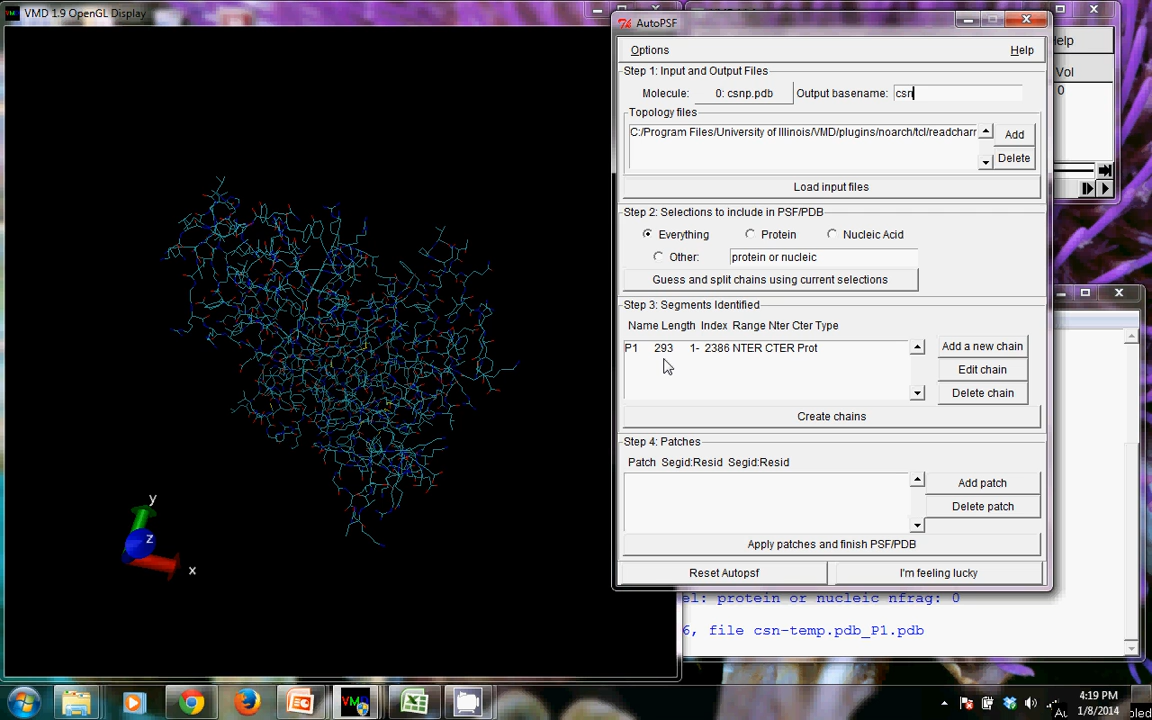 VMD 1.9 OpenGL Display
AutoPSF
Options
Help
Help
Vol
0
Step 1: Input and Output Files
Molecule: 0: csnp.pdb Output basename: csn
Topology files
C:/Program Files/University of Illinois/VMD/plugins/noarch/tcl/readcharr
Add
Delete
Load input files
Step 2: Selections to include in PSF/PDB
Everything Protein Nucleic Acid
Other: protein or nucleic
Guess and split chains using current selections
Step 3: Segments Identified
Name Length Index Range Nter Cter Type
P1 293 1- 2386 NTER CTER Prot
Add a new chain
Edit chain
Delete chain
Create chains
Step 4: Patches
Patch Segid:Resid Segid:Resid
Add patch
Delete patch
Apply patches and finish PSF/PDB
Reset Autopsf I'm feeling lucky
el: protein or nucleic nfrag: 0
6, file csn-temp.pdb_P1.pdb
y
z
x
VMD
4:19 PM
1/8/2014